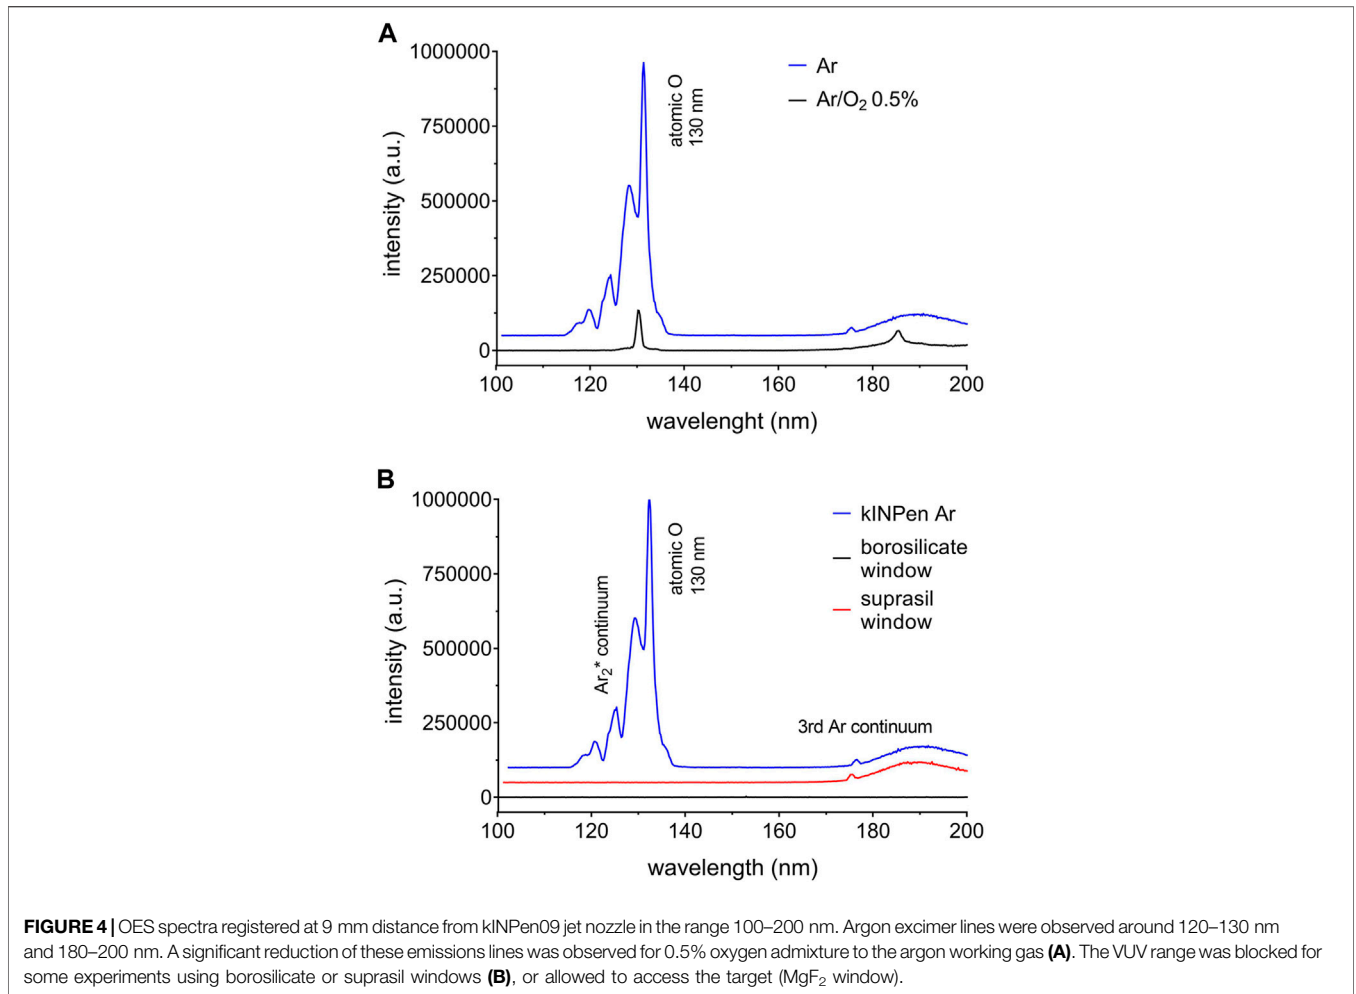 A
1000000
750000
500000
250000
0
intensity (a.u.)
atomic O
130 nm
Ar
Ar/O₂ 0.5%
100
120
140
160
180
200
wavelenght (nm)
B
1000000
750000
500000
250000
0
intensity (a.u.)
Ar₂* continuum
atomic O
130 nm
kINPen Ar
borosilicate
window
suprasil
window
3rd Ar continuum
100
120
140
160
180
200
wavelength (nm)
FIGURE 4 | OES spectra registered at 9 mm distance from kINPen09 jet nozzle in the range 100–200 nm. Argon excimer lines were observed around 120–130 nm
and 180–200 nm. A significant reduction of these emissions lines was observed for 0.5% oxygen admixture to the argon working gas (A). The VUV range was blocked for
some experiments using borosilicate or suprasil windows (B), or allowed to access the target (MgF₂ window).